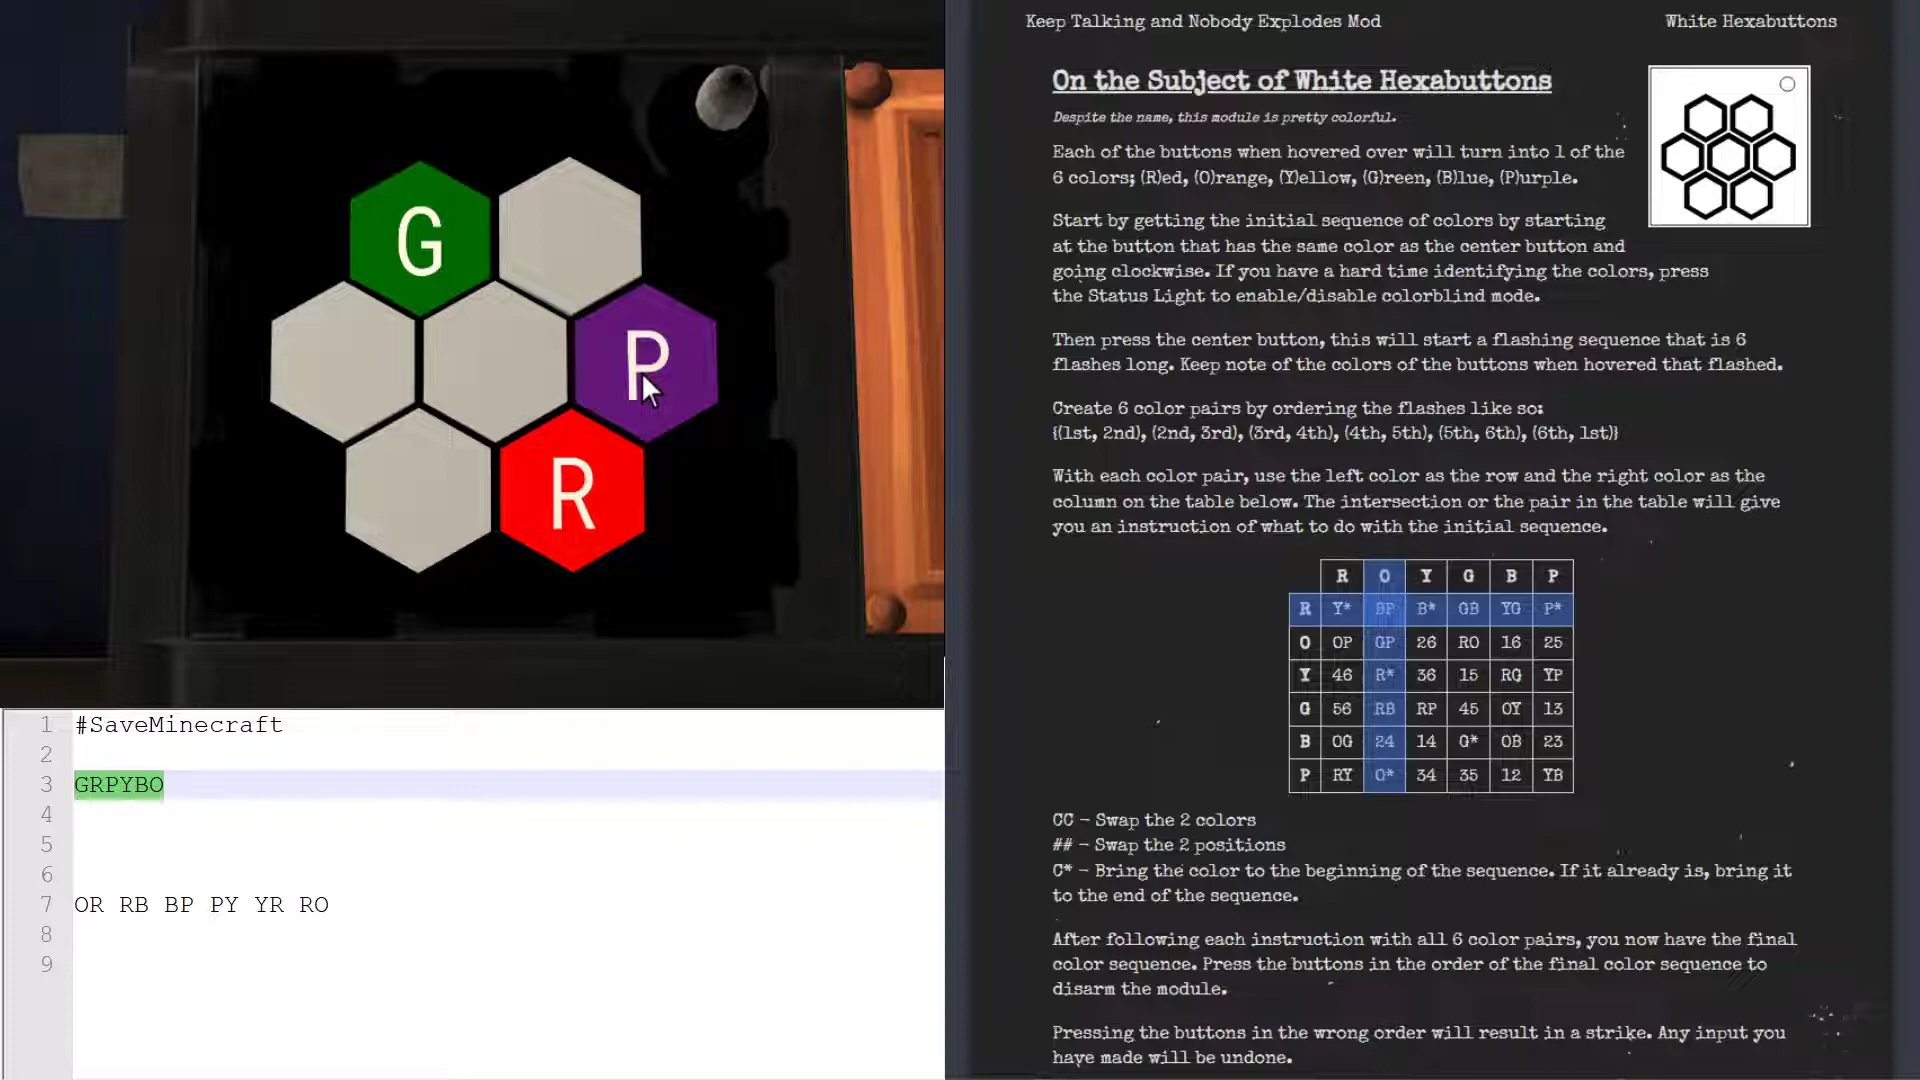 Keep Talking and Nobody Explodes Mod
White Hexabuttons
On the Subject of White Hexabuttons
Despite the name, this module is pretty colorful.
Each of the buttons when hovered over will turn into 1 of the
6 colors; (R)ed, (O)range, (Y)ellow, (G)reen, (B)lue, (P)urple.
Start by getting the initial sequence of colors by starting
at the button that has the same color as the center button and
going clockwise. If you have a hard time identifying the colors, press
the Status Light to enable/disable colorblind mode.
Then press the center button, this will start a flashing sequence that is 6
flashes long. Keep note of the colors of the buttons when hovered that flashed.
Create 6 color pairs by ordering the flashes like so:
{(1st, 2nd), (2nd, 3rd), (3rd, 4th), (4th, 5th), (5th, 6th), (6th, 1st)}
With each color pair, use the left color as the row and the right color as the
column on the table below. The intersection or the pair in the table will give
you an instruction of what to do with the initial sequence.
R O Y G B P
R Y* BP B* GB YG P*
O OP GP 26 RO 16 25
Y 46 R* 36 15 RG YP
G 56 RB RP 45 OY 13
B OG 24 14 G* OB 23
P RY O* 34 35 12 YB
CC - Swap the 2 colors
## - Swap the 2 positions
C* - Bring the color to the beginning of the sequence. If it already is, bring it
to the end of the sequence.
After following each instruction with all 6 color pairs, you now have the final
color sequence. Press the buttons in the order of the final color sequence to
disarm the module.
Pressing the buttons in the wrong order will result in a strike. Any input you
have made will be undone.
G
P
R
1 #SaveMinecraft
2
3 GRPYBO
4
5
6
7 OR RB BP PY YR RO
8
9